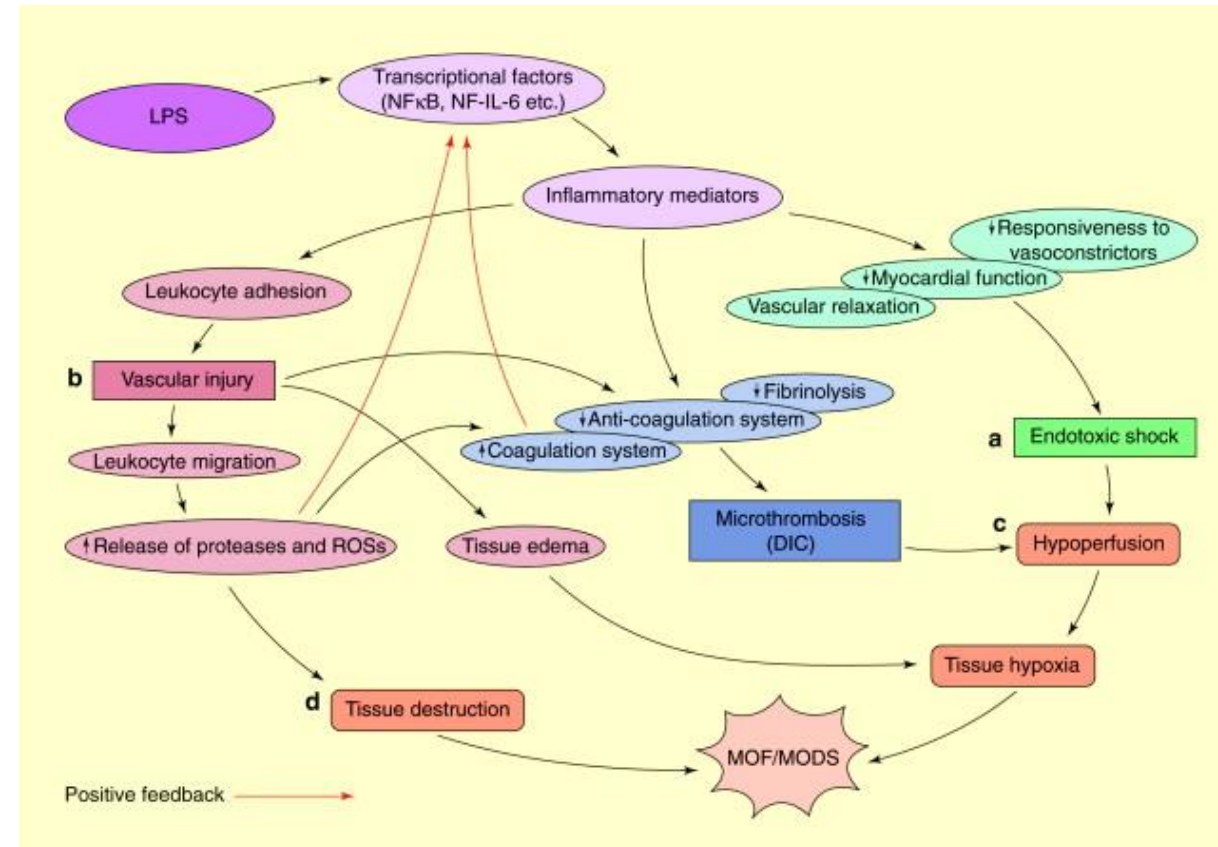 Transcriptional factors
(NFκB, NF-IL-6 etc.)
LPS
Inflammatory mediators
↓Responsiveness to
vasoconstrictors
↓Myocardial function
Vascular relaxation
Leukocyte adhesion
b
Vascular injury
↓Fibrinolysis
↓Anti-coagulation system
↑Coagulation system
a
Endotoxic shock
Leukocyte migration
Microthrombosis
(DIC)
c
Hypoperfusion
↑Release of proteases and ROSs
Tissue edema
Tissue hypoxia
d
Tissue destruction
MOF/MODS
Positive feedback